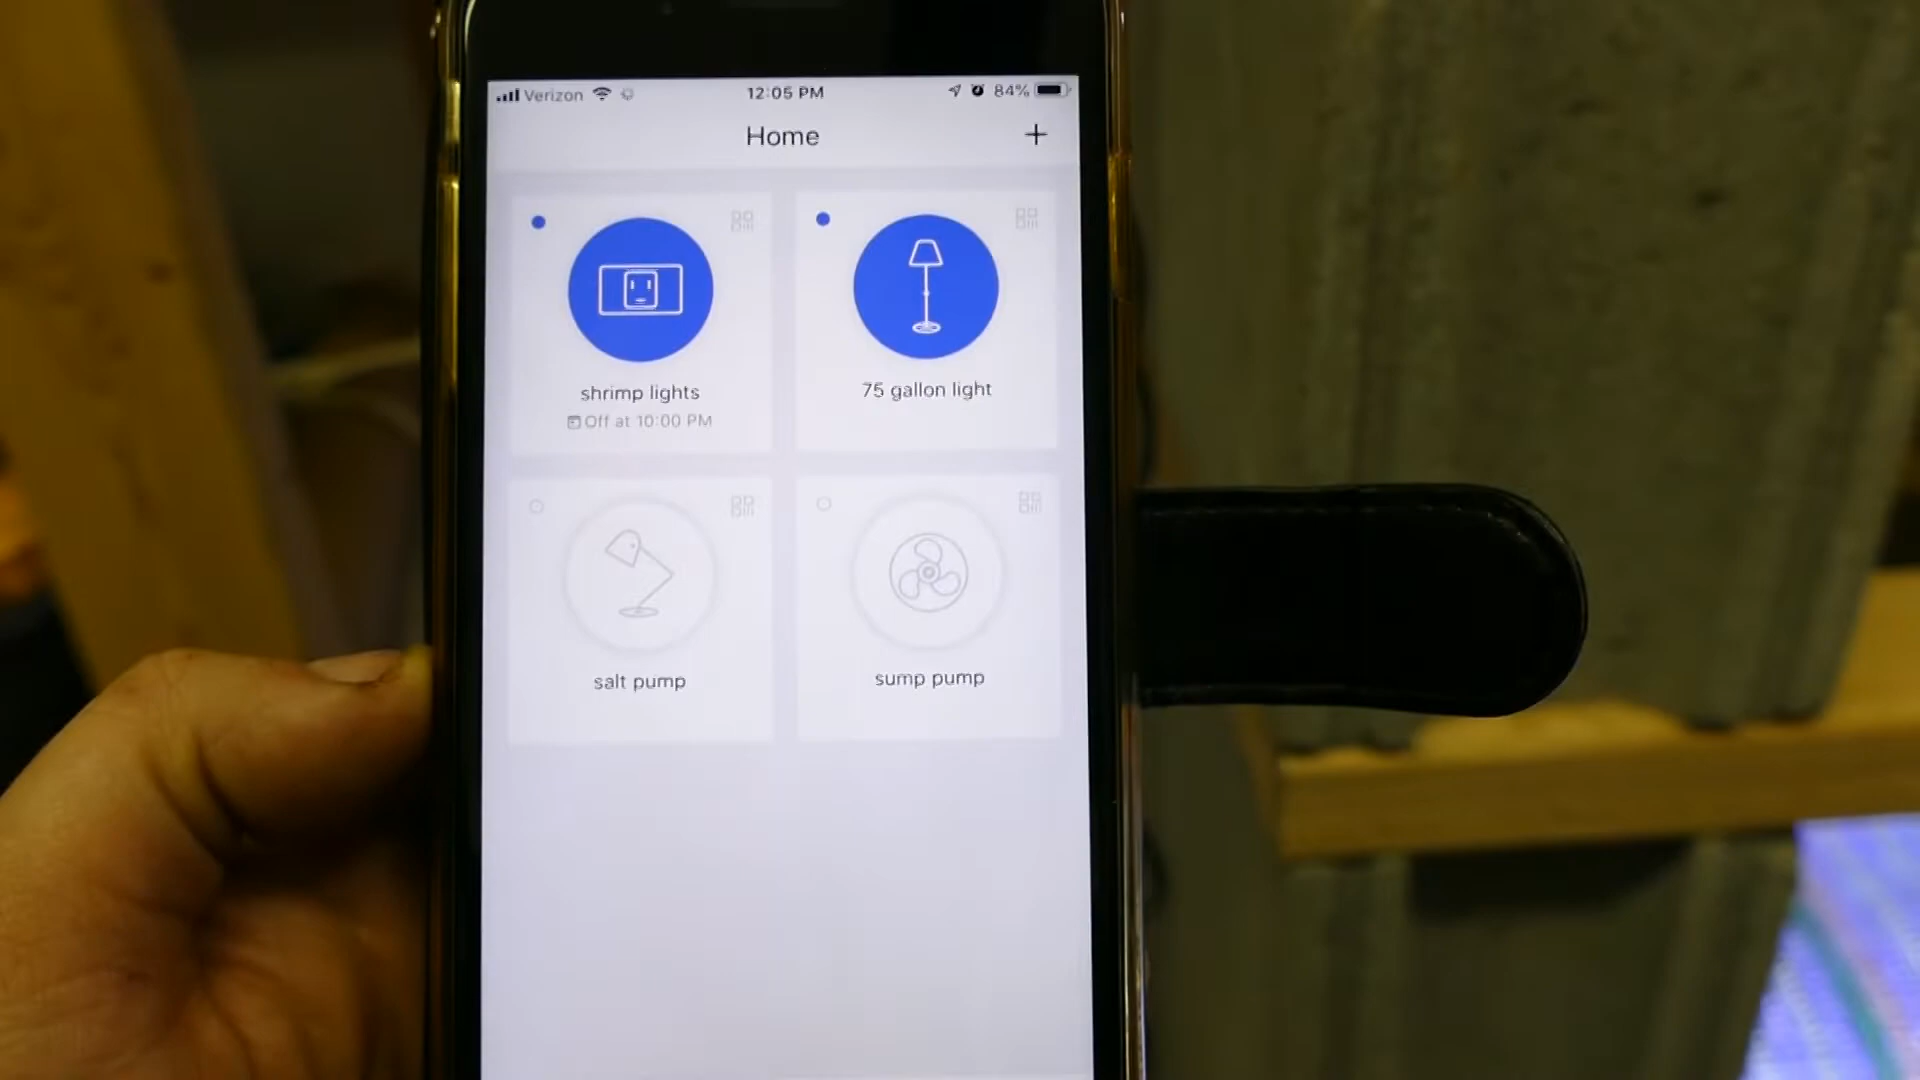 Verizon 12:05 PM 84%
Home +
shrimp lights
Off at 10:00 PM
75 gallon light
salt pump
sump pump